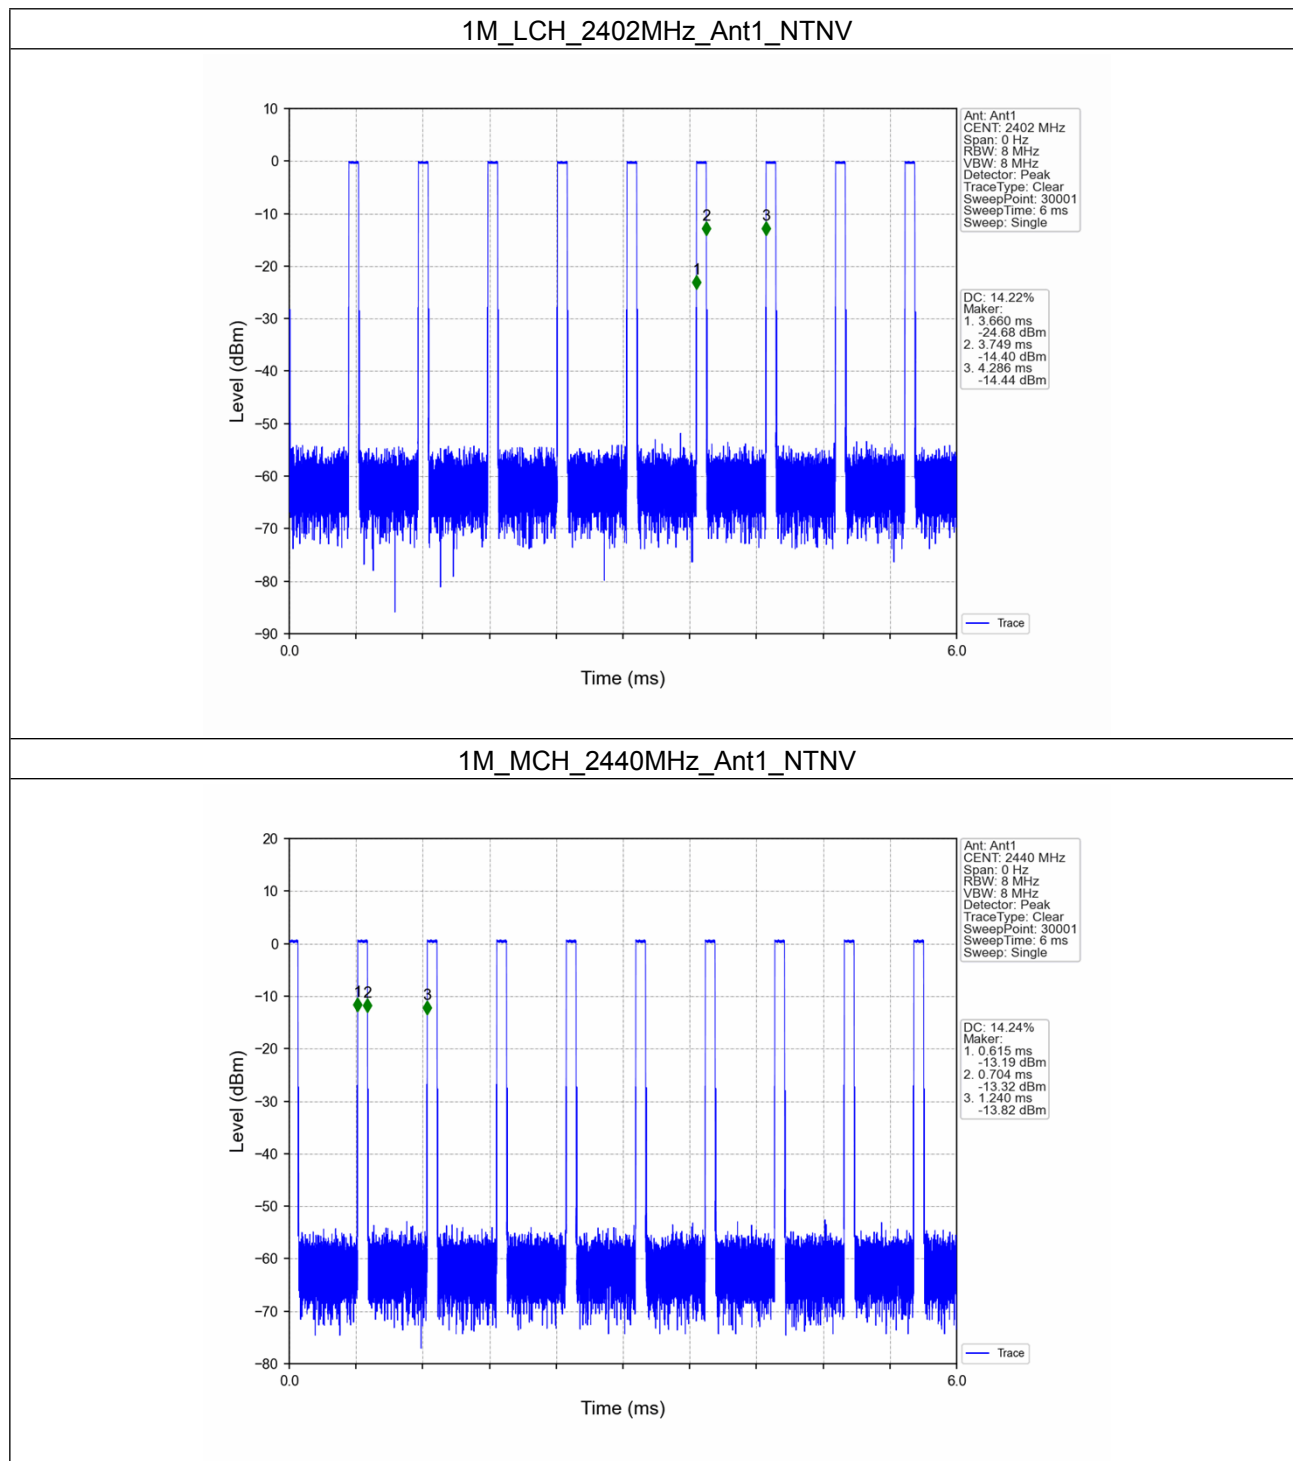 1M_LCH_2402MHz_Ant1_NTNV
10
0
−10
−20
−30
−40
−50
−60
−70
−80
−90
Level (dBm)
0.0
6.0
Time (ms)
1
2
3
Ant: Ant1
CENT: 2402 MHz
Span: 0 Hz
RBW: 8 MHz
VBW: 8 MHz
Detector: Peak
TraceType: Clear
SweepPoint: 30001
SweepTime: 6 ms
Sweep: Single
DC: 14.22%
Maker:
1. 3.660 ms
-24.68 dBm
2. 3.749 ms
-14.40 dBm
3. 4.286 ms
-14.44 dBm
Trace
1M_MCH_2440MHz_Ant1_NTNV
20
10
0
−10
−20
−30
−40
−50
−60
−70
−80
Level (dBm)
0.0
6.0
Time (ms)
1
2
3
Ant: Ant1
CENT: 2440 MHz
Span: 0 Hz
RBW: 8 MHz
VBW: 8 MHz
Detector: Peak
TraceType: Clear
SweepPoint: 30001
SweepTime: 6 ms
Sweep: Single
DC: 14.24%
Maker:
1. 0.615 ms
-13.19 dBm
2. 0.704 ms
-13.32 dBm
3. 1.240 ms
-13.82 dBm
Trace